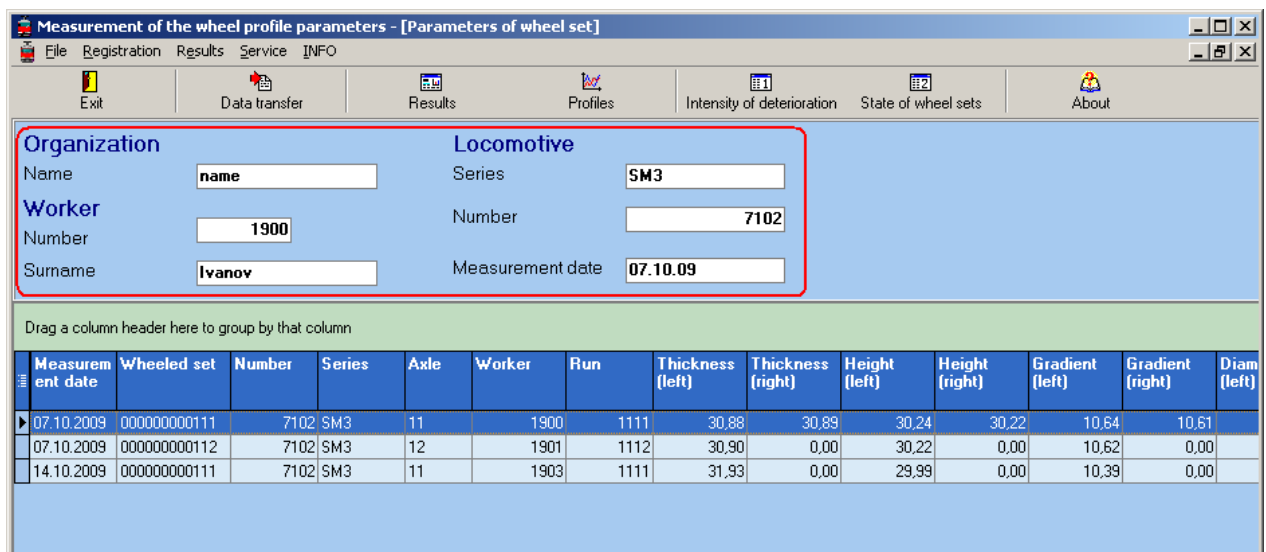 Measurement of the wheel profile parameters - [Parameters of wheel set]
File Registration Results Service INFO
Exit Data transfer Results Profiles Intensity of deterioration State of wheel sets About
Organization Locomotive
Name name Series SM3
Worker
Number 1900 Number 7102
Surname Ivanov Measurement date 07.10.09
Drag a column header here to group by that column
Measurem Wheeled set Number Series Axle Worker Run Thickness Thickness Height Height Gradient Gradient Diam
ent date (left) (right) (left) (right) (left) (right) (left)
07.10.2009 000000000111 7102 SM3 11 1900 1111 30,88 30,89 30,24 30,22 10,64 10,61
07.10.2009 000000000112 7102 SM3 12 1901 1112 30,90 0,00 30,22 0,00 10,62 0,00
14.10.2009 000000000111 7102 SM3 11 1903 1111 31,93 0,00 29,99 0,00 10,39 0,00